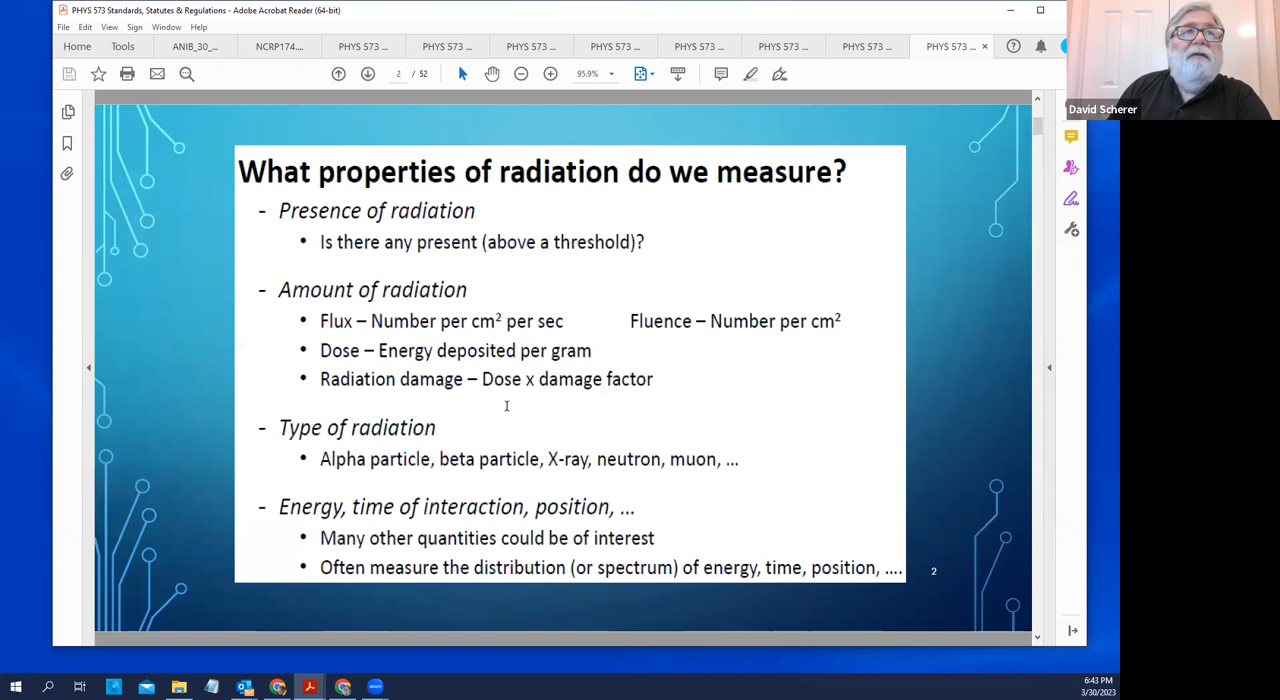 PHYS 573 Standards, Statutes & Regulations - Adobe Acrobat Reader (64-bit)
File Edit View Sign Window Help
Home Tools ANIB_30_... NCRP174.... PHYS 573 ... PHYS 573 ... PHYS 573 ... PHYS 573 ... PHYS 573 ... PHYS 573 ... PHYS 573 ... PHYS 573 ... ×
2 / 52 95.9%
David Scherer
What properties of radiation do we measure?
- Presence of radiation
• Is there any present (above a threshold)?
- Amount of radiation
• Flux – Number per cm² per sec Fluence – Number per cm²
• Dose – Energy deposited per gram
• Radiation damage – Dose x damage factor
- Type of radiation
• Alpha particle, beta particle, X-ray, neutron, muon, ...
- Energy, time of interaction, position, ...
• Many other quantities could be of interest
• Often measure the distribution (or spectrum) of energy, time, position, ....
2
6:43 PM
3/30/2023